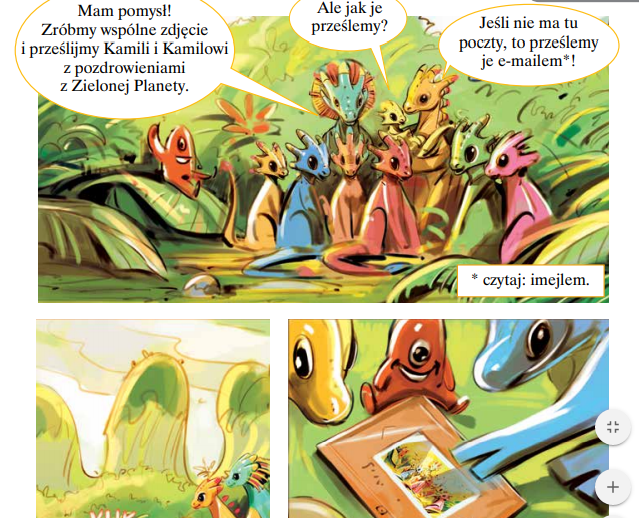 Mam pomysł!
Zróbmy wspólne zdjęcie
i prześlijmy Kamili i Kamilowi
z pozdrowieniami
z Zielonej Planety.
Ale jak je
prześlemy?
Jeśli nie ma tu
poczty, to prześlemy
je e-mailem*!
* czytaj: imejlem.